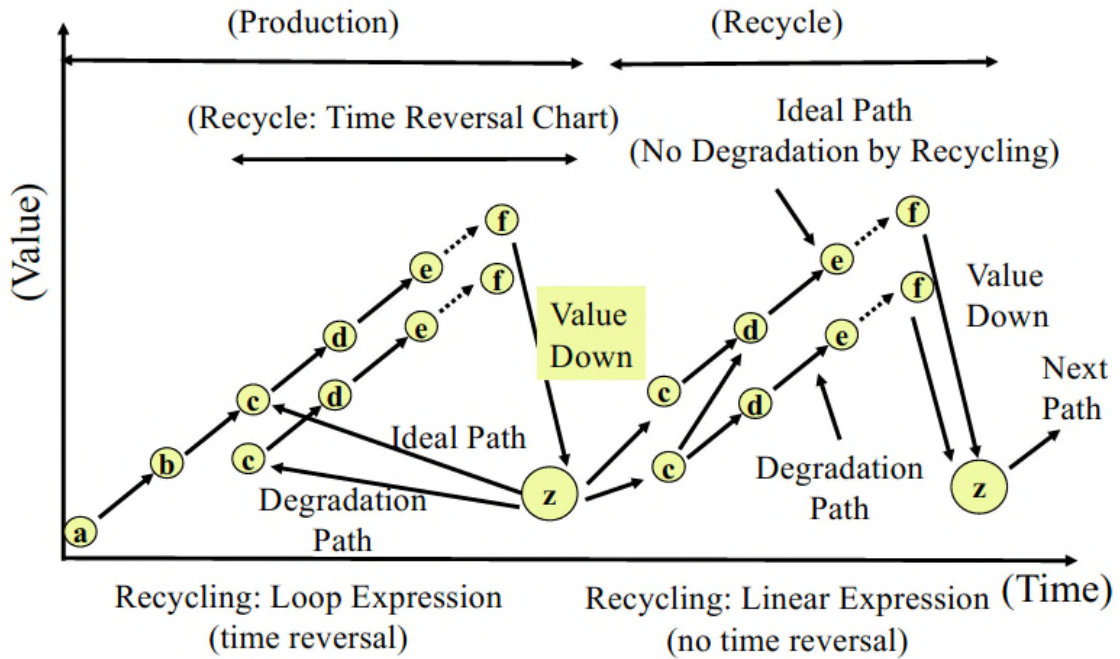 (Production)
(Recycle)
(Recycle: Time Reversal Chart)
Ideal Path
(No Degradation by Recycling)
(Value)
f
f
e
e
d
d
c
c
b
a
Value
Down
Ideal Path
Degradation
Path
z
f
f
e
e
d
d
c
c
Value
Down
Next
Path
Degradation
Path
z
(Time)
Recycling: Loop Expression
(time reversal)
Recycling: Linear Expression
(no time reversal)